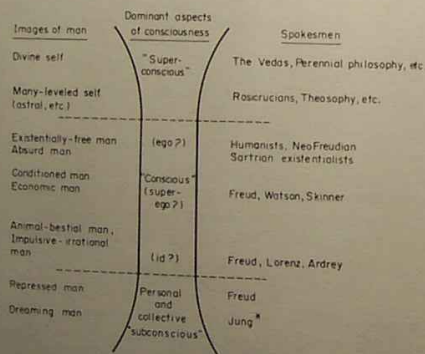 Images of man
Dominant aspects
of consciousness
Spokesmen
Divine self
"Super-
conscious"
The Vedas, Perennial philosophy, etc
Many-leveled self
(astral, etc.)
Rosicrucians, Theosophy, etc.
Existentially-free man
Absurd man
(ego?)
Humanists, NeoFreudian
Sartrian existentialists
Conditioned man
Economic man
"Conscious"
(super-
ego?)
Freud, Watson, Skinner
Animal-bestial man,
Impulsive-irrational
man
(id?)
Freud, Lorenz, Ardrey
Repressed man
Dreaming man
Personal
and
collective
"subconscious"
Freud
Jung*